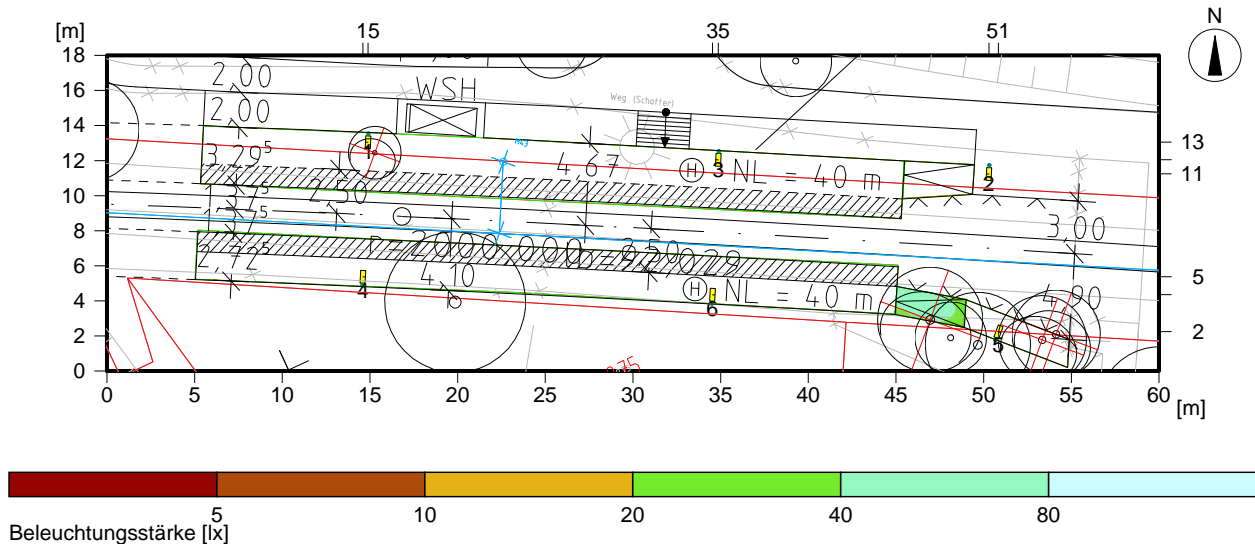 15 35 51
[m]
N
18
16
14
12
10
8
6
4
2
0
2,00
2,00
WSH
Weg (Schotter)
M43
1
3,29⁵
4,67
3
H NL = 40 m
2
13
11
2,50
3,00
2,72⁵
4
4,10
6
H NL = 40 m
4,80
5
5
2
0 5 10 15 20 25 30 35 40 45 50 55 60
[m]
5 10 20 40 80
Beleuchtungsstärke [lx]